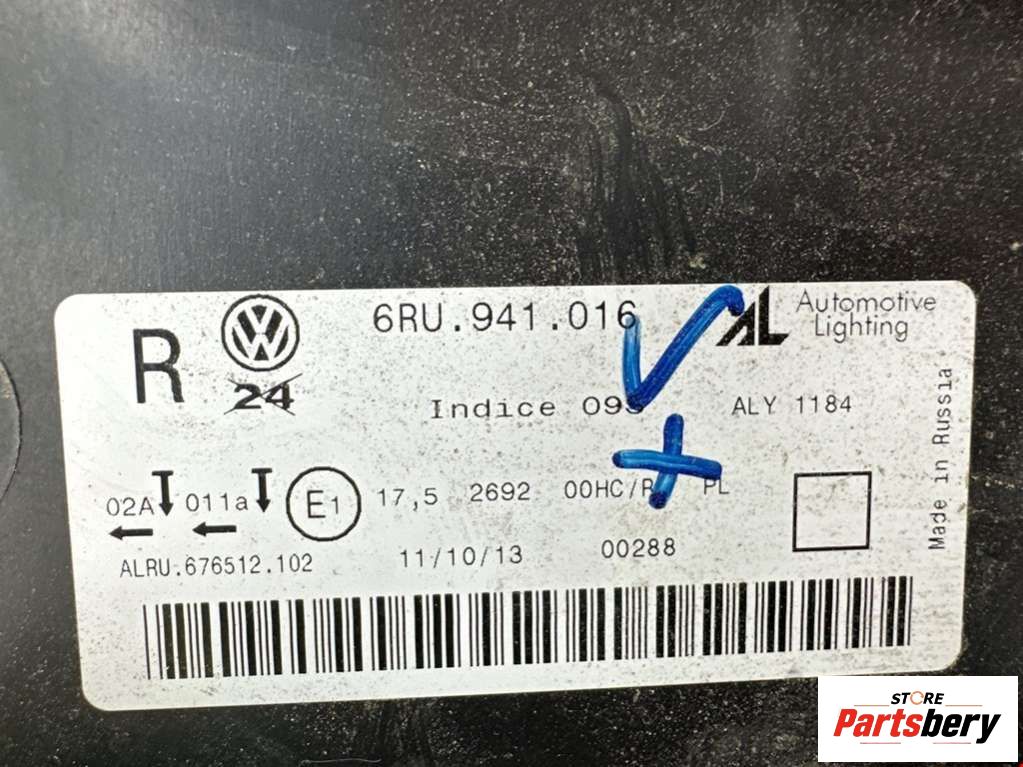 R
6RU.941.016
AL Automotive
Lighting
24
Indice
ALY 1184
Made in Russia
02A 011a E1 17,5 2692 PL
ALRU.676512.102
11/10/13
00288
STORE
Partsbery